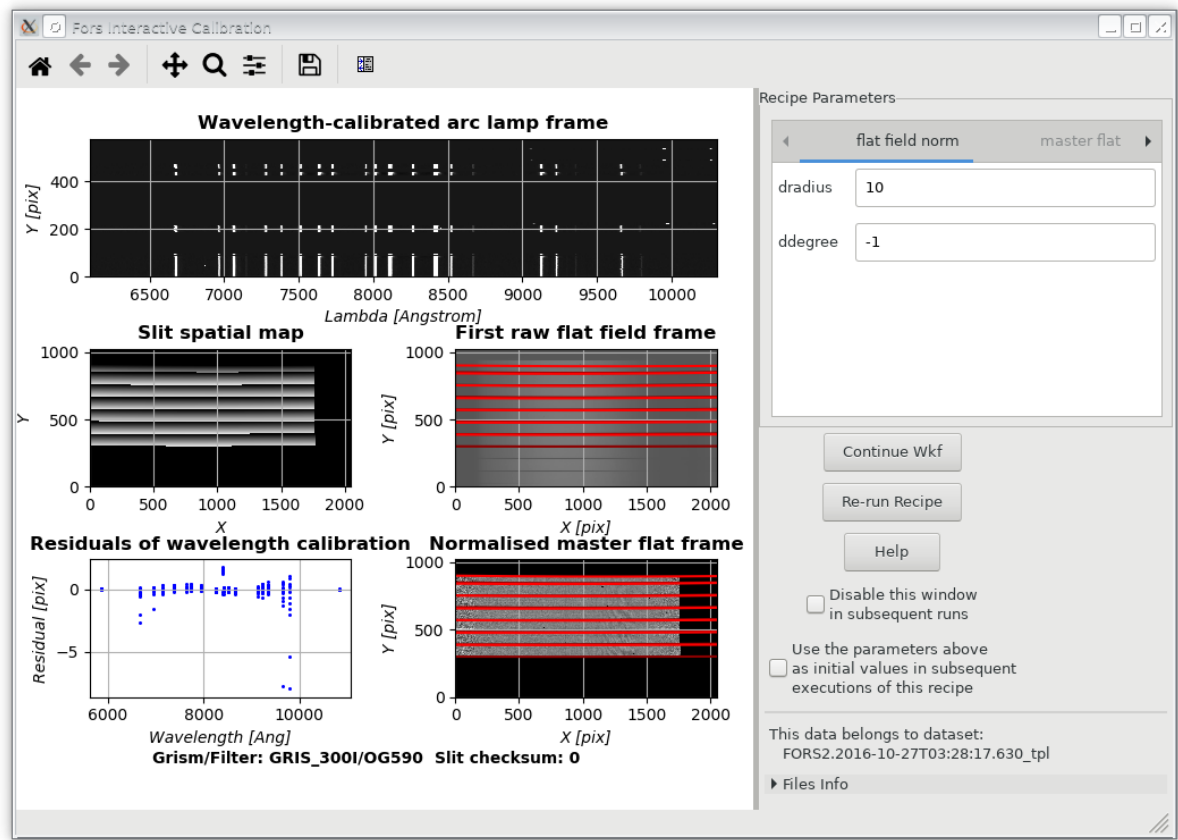 Fors Interactive Calibration
Wavelength-calibrated arc lamp frame
Y [pix]
400
200
0
6500 7000 7500 8000 8500 9000 9500 10000
Lambda [Angstrom]
Slit spatial map
Y
1000
500
0
0 500 1000 1500 2000
X
First raw flat field frame
Y [pix]
1000
500
0
0 500 1000 1500 2000
X [pix]
Residuals of wavelength calibration
Residual [pix]
0
−5
6000 8000 10000
Wavelength [Ang]
Normalised master flat frame
Y [pix]
1000
500
0
0 500 1000 1500 2000
X [pix]
Grism/Filter: GRIS_300I/OG590 Slit checksum: 0
Recipe Parameters
flat field norm master flat
dradius 10
ddegree -1
Continue Wkf
Re-run Recipe
Help
Disable this window
in subsequent runs
Use the parameters above
as initial values in subsequent
executions of this recipe
This data belongs to dataset:
FORS2.2016-10-27T03:28:17.630_tpl
Files Info